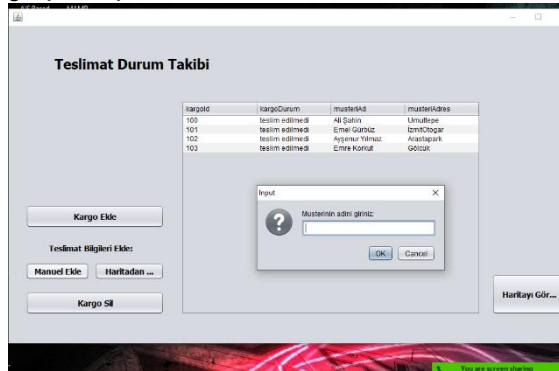 Teslimat Durum Takibi
kargoId kargoDurum musteriAd musteriAdres
100 teslim edilmedi Ali Şahin Umuttepe
101 teslim edilmedi Emel Gürbüz İzmitOtogar
102 teslim edilmedi Ayşenur Yılmaz Arastapark
103 teslim edilmedi Emre Korkut Gölcük
Input
Musterinin adini giriniz:
OK Cancel
Kargo Ekle
Teslimat Bilgileri Ekle:
Manuel Ekle Haritadan ...
Kargo Sil
Haritayı Gör...
You are screen sharing